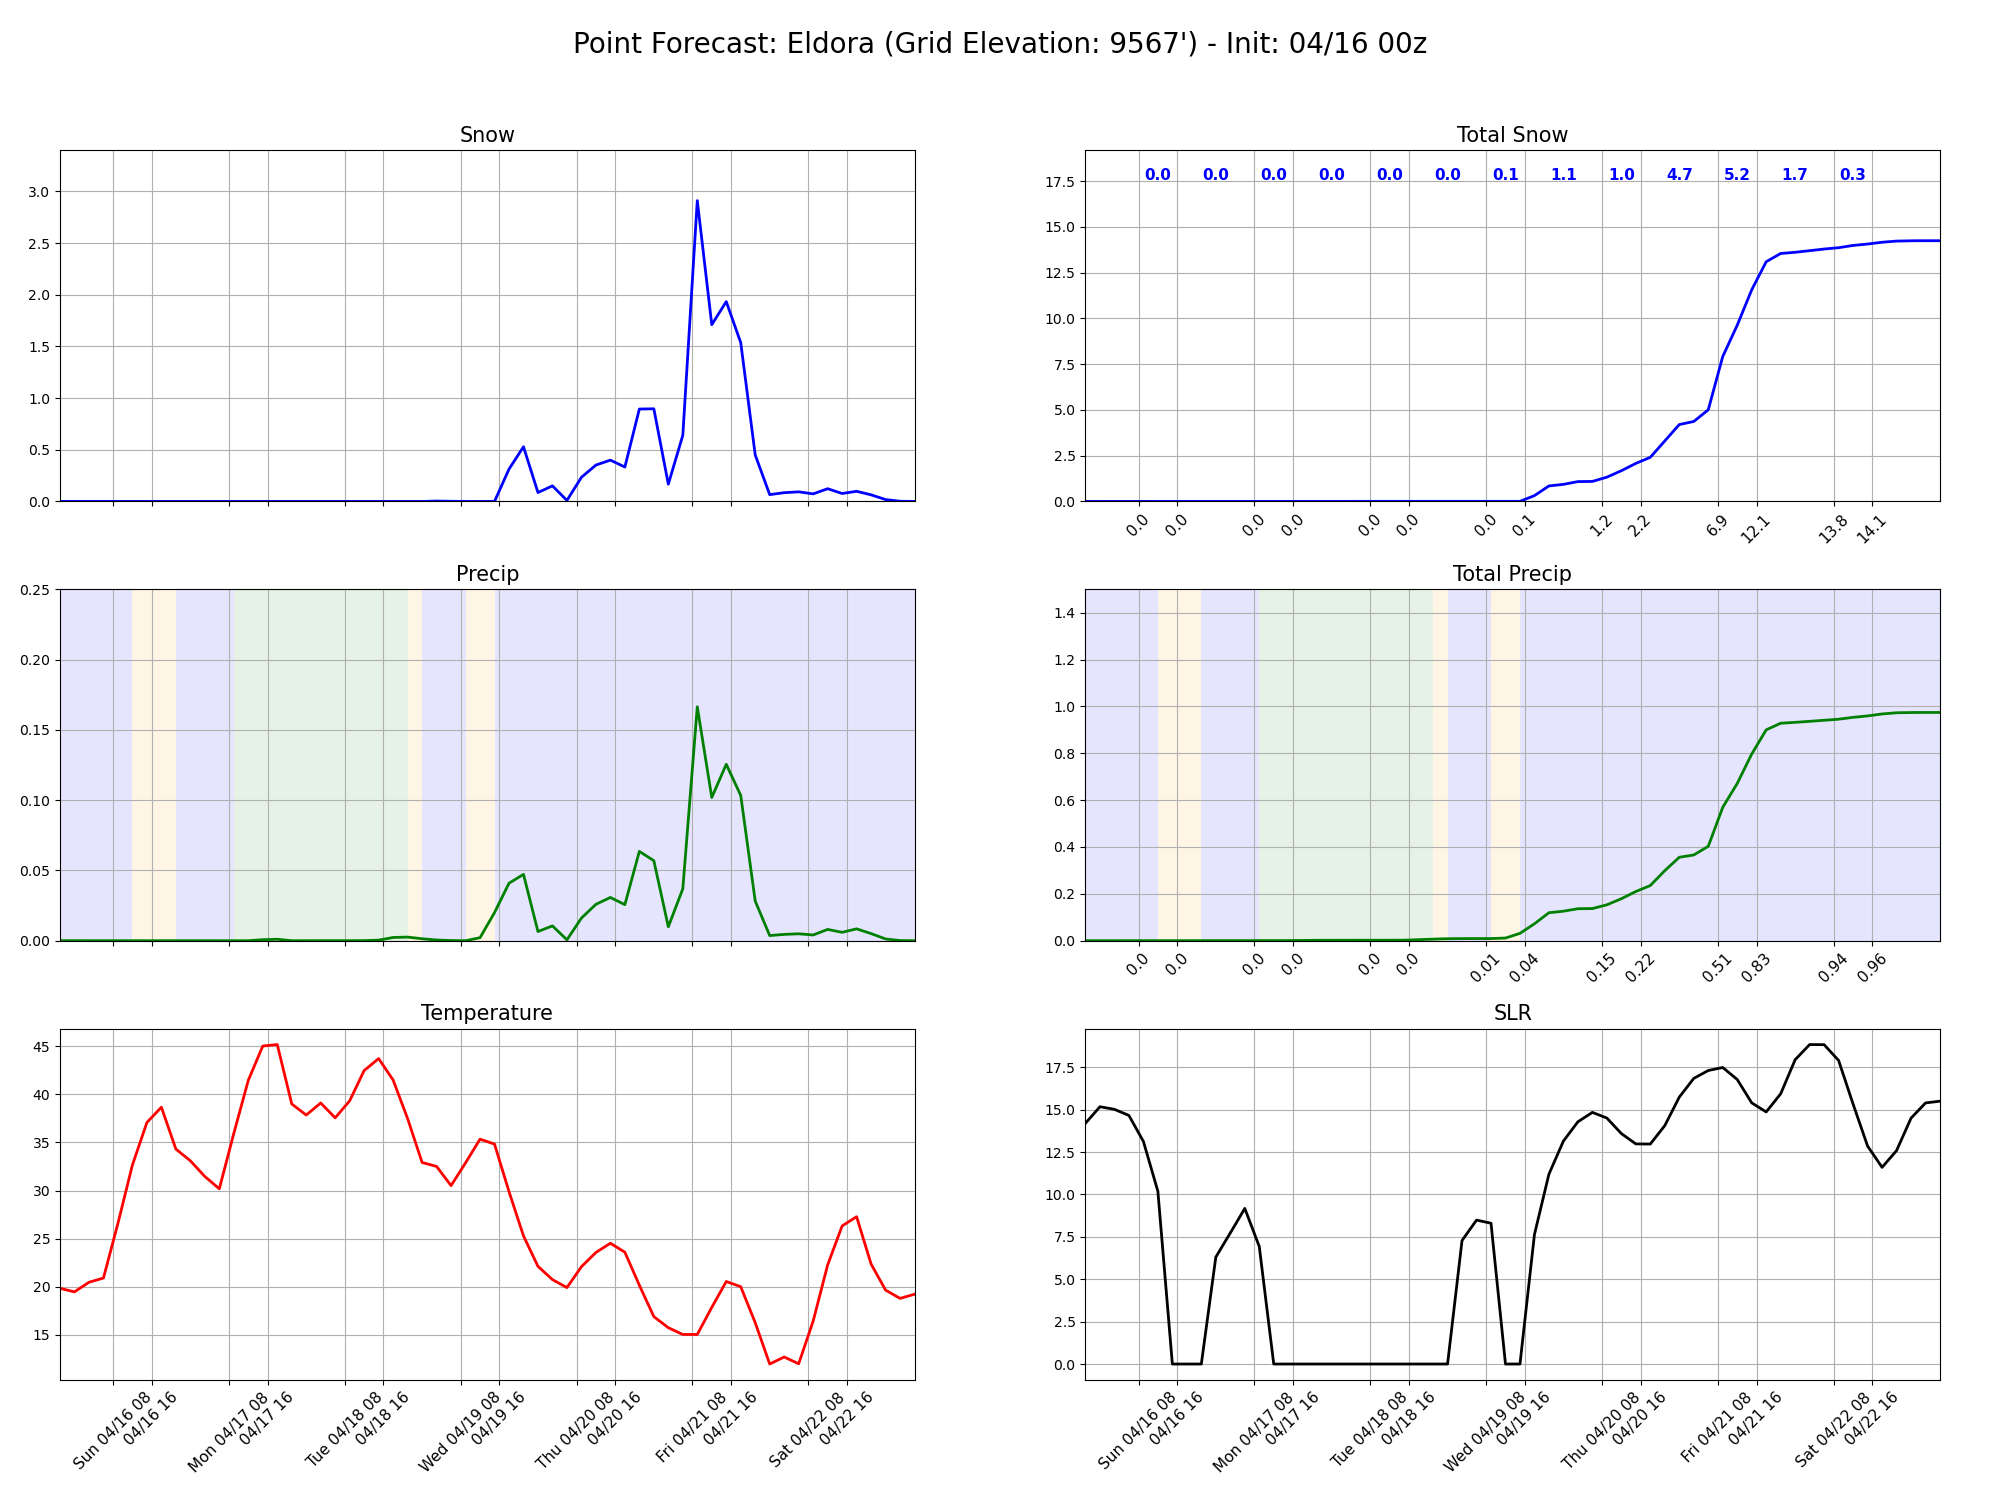 Point Forecast: Eldora (Grid Elevation: 9567') - Init: 04/16 00z
Snow
3.0
2.5
2.0
1.5
1.0
0.5
0.0
Total Snow
0.0 0.0 0.0 0.0 0.0 0.0 0.1 1.1 1.0 4.7 5.2 1.7 0.3
17.5
15.0
12.5
10.0
7.5
5.0
2.5
0.0
0.0 0.0 0.0 0.0 0.0 0.0 0.0 0.1 1.2 2.2 6.9 12.1 13.8 14.1
Precip
0.25
0.20
0.15
0.10
0.05
0.00
Total Precip
1.4
1.2
1.0
0.8
0.6
0.4
0.2
0.0
0.0 0.0 0.0 0.0 0.0 0.0 0.01 0.04 0.15 0.22 0.51 0.83 0.94 0.96
Temperature
45
40
35
30
25
20
15
Sun 04/16 08
04/16 16
Mon 04/17 08
04/17 16
Tue 04/18 08
04/18 16
Wed 04/19 08
04/19 16
Thu 04/20 08
04/20 16
Fri 04/21 08
04/21 16
Sat 04/22 08
04/22 16
SLR
17.5
15.0
12.5
10.0
7.5
5.0
2.5
0.0
Sun 04/16 08
04/16 16
Mon 04/17 08
04/17 16
Tue 04/18 08
04/18 16
Wed 04/19 08
04/19 16
Thu 04/20 08
04/20 16
Fri 04/21 08
04/21 16
Sat 04/22 08
04/22 16